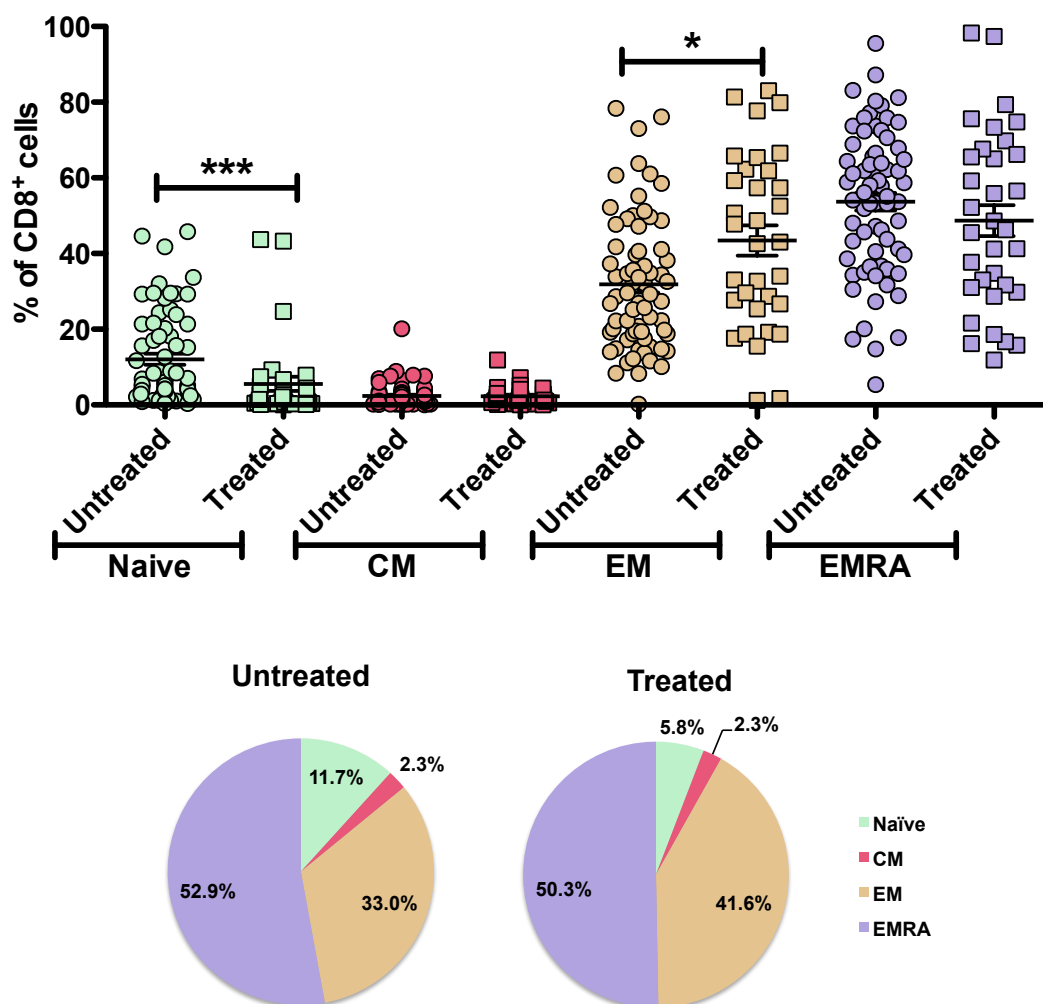 100
80
60
40
20
0
% of CD8⁺ cells
***
*
Untreated
Treated
Untreated
Treated
Untreated
Treated
Untreated
Treated
Naive
CM
EM
EMRA
Untreated
Treated
11.7%
2.3%
33.0%
52.9%
5.8%
2.3%
41.6%
50.3%
Naïve
CM
EM
EMRA